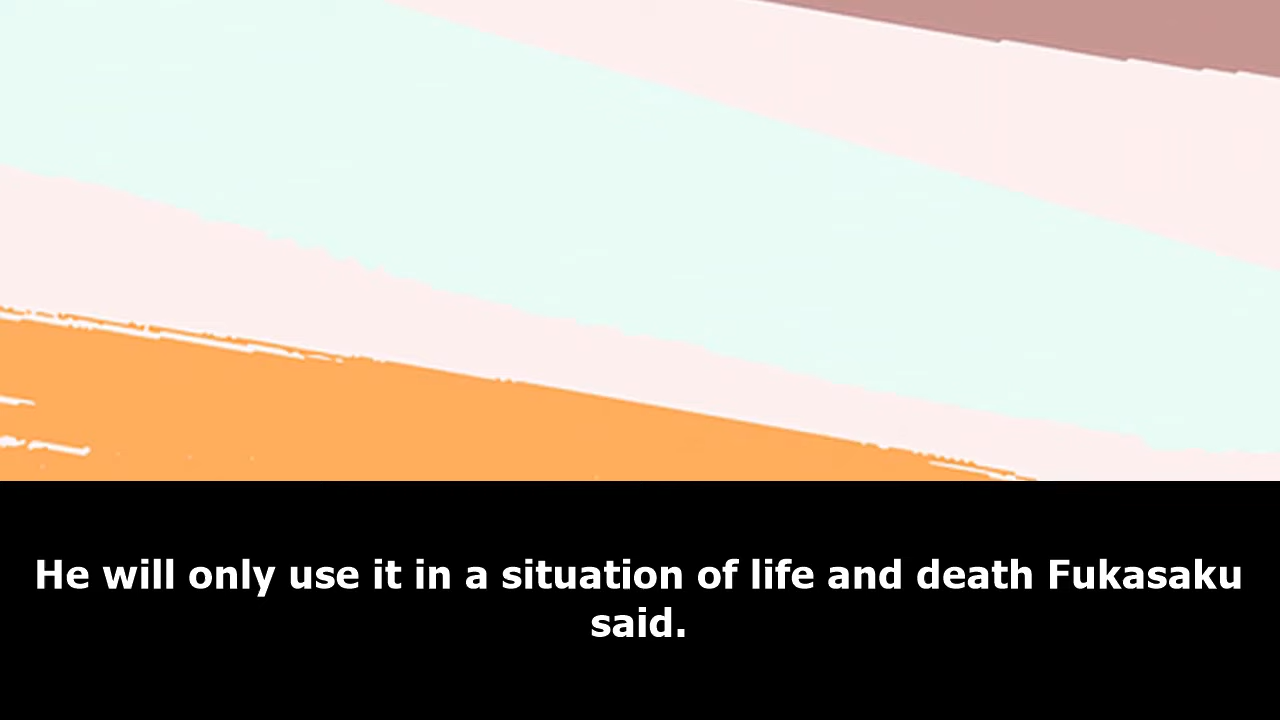 He will only use it in a situation of life and death Fukasaku
said.